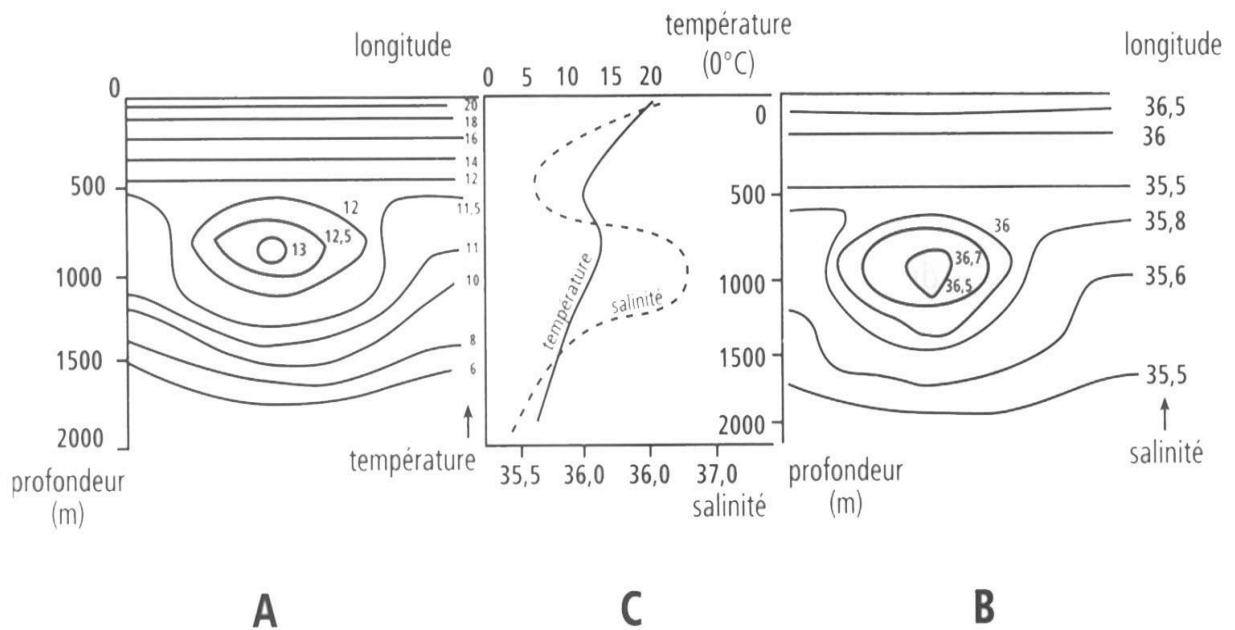 longitude
0
20
18
16
14
12
500
11,5
12
12,5
13
11
1000
10
8
1500
6
2000
profondeur
(m)
température
température
(0°C)
0 5 10 15 20
température
salinité
35,5 36,0 36,0 37,0
salinité
longitude
0
36,5
36
500
35,5
35,8
36
36,7
36,5
1000
35,6
1500
35,5
2000
profondeur
(m)
salinité
A C B